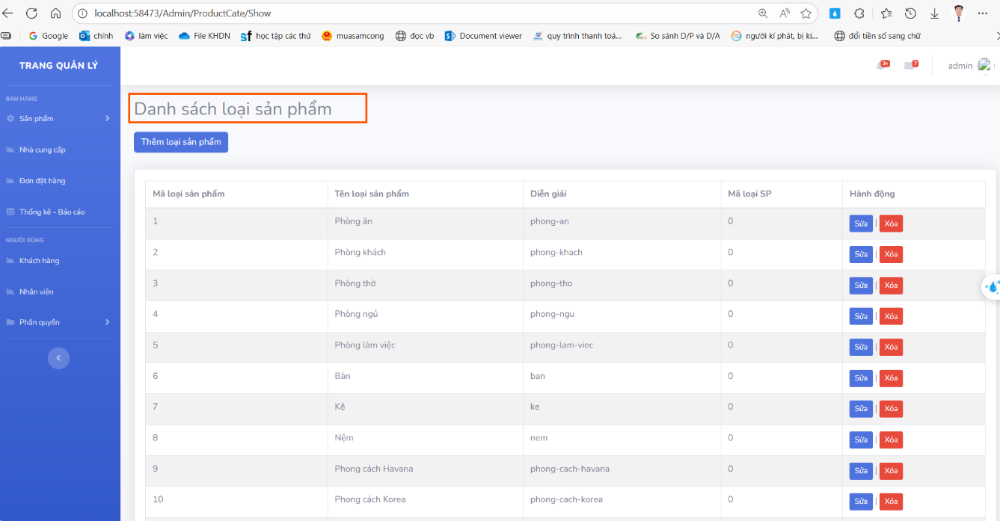 localhost:58473/Admin/ProductCate/Show
Google chính làm việc File KHDN học tập các thứ muasamcong đọc vb Document viewer quy trình thanh toá... So sánh D/P và D/A người kí phát, bị kí... đổi tiền số sang chữ
TRANG QUẢN LÝ
3+ 7 admin
BÁN HÀNG
Sản phẩm
Nhà cung cấp
Đơn đặt hàng
Thống kê - Báo cáo
NGƯỜI DÙNG
Khách hàng
Nhân viên
Phân quyền
Danh sách loại sản phẩm
Thêm loại sản phẩm
Mã loại sản phẩm Tên loại sản phẩm Diễn giải Mã loại SP Hành động
1 Phòng ăn phong-an 0 Sửa | Xóa
2 Phòng khách phong-khach 0 Sửa | Xóa
3 Phòng thờ phong-tho 0 Sửa | Xóa
4 Phòng ngủ phong-ngu 0 Sửa | Xóa
5 Phòng làm việc phong-lam-viec 0 Sửa | Xóa
6 Bàn ban 0 Sửa | Xóa
7 Kệ ke 0 Sửa | Xóa
8 Nệm nem 0 Sửa | Xóa
9 Phong cách Havana phong-cach-havana 0 Sửa | Xóa
10 Phong cách Korea phong-cach-korea 0 Sửa | Xóa